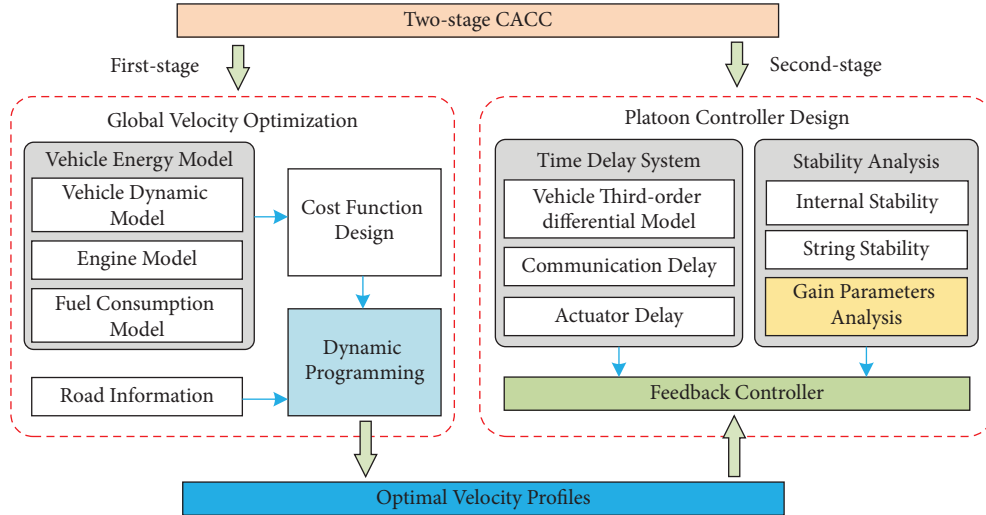 Two-stage CACC
First-stage
Second-stage
Global Velocity Optimization
Vehicle Energy Model
Vehicle Dynamic
Model
Engine Model
Fuel Consumption
Model
Road Information
Cost Function
Design
Dynamic
Programming
Platoon Controller Design
Time Delay System
Vehicle Third-order
differential Model
Communication Delay
Actuator Delay
Stability Analysis
Internal Stability
String Stability
Gain Parameters
Analysis
Feedback Controller
Optimal Velocity Profiles